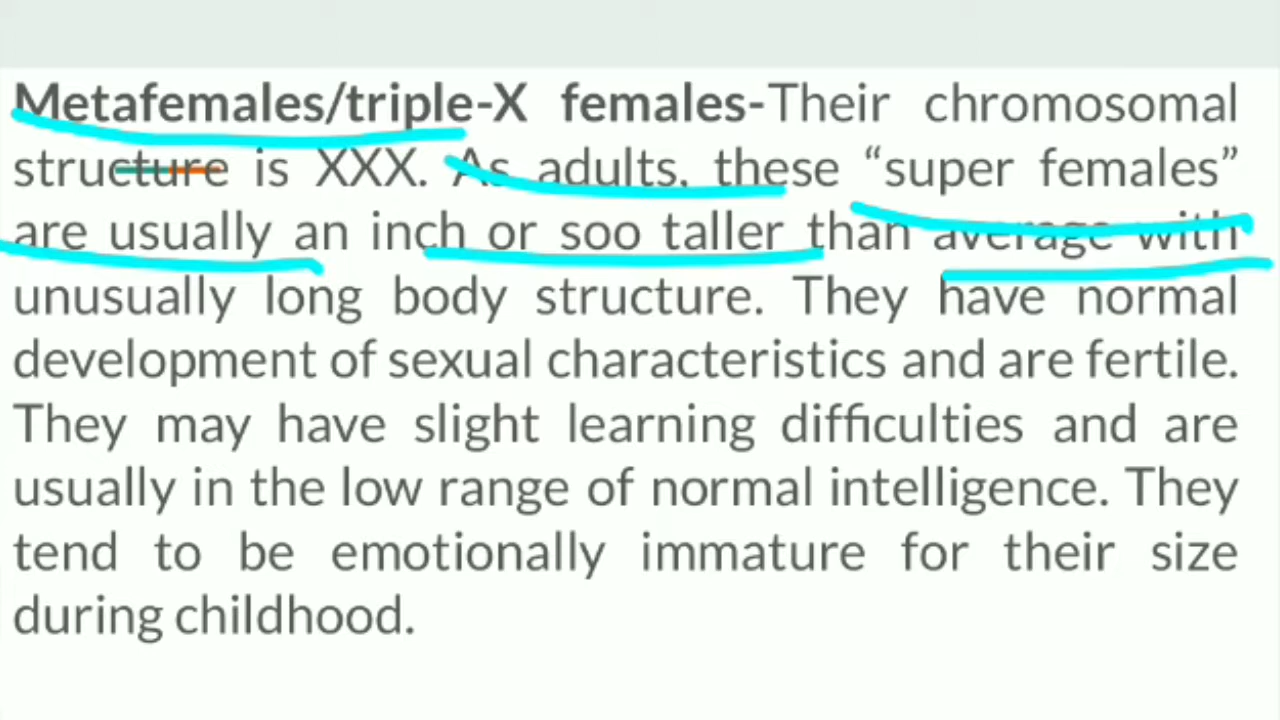 Metafemales/triple-X females-Their chromosomal
structure is XXX. As adults, these “super females”
are usually an inch or soo taller than average with
unusually long body structure. They have normal
development of sexual characteristics and are fertile.
They may have slight learning difficulties and are
usually in the low range of normal intelligence. They
tend to be emotionally immature for their size
during childhood.